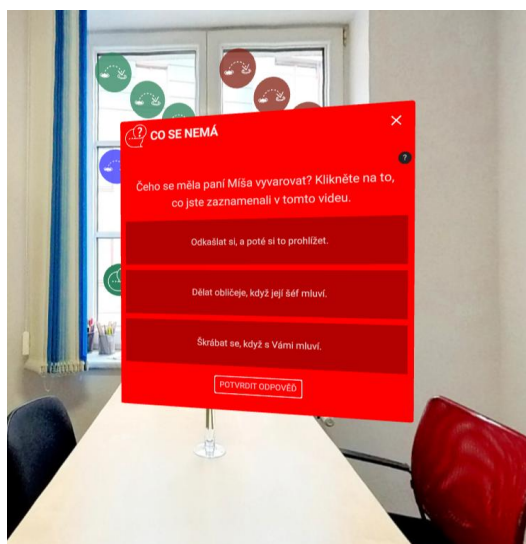 CO SE NEMÁ
Čeho se měla paní Míša vyvarovat? Klikněte na to,
co jste zaznamenali v tomto videu.
Odkašlat si, a poté si to prohlížet.
Dělat obličeje, když její šéf mluví.
Škrábat se, když s Vámi mluví.
POTVRDIT ODPOVĚĎ